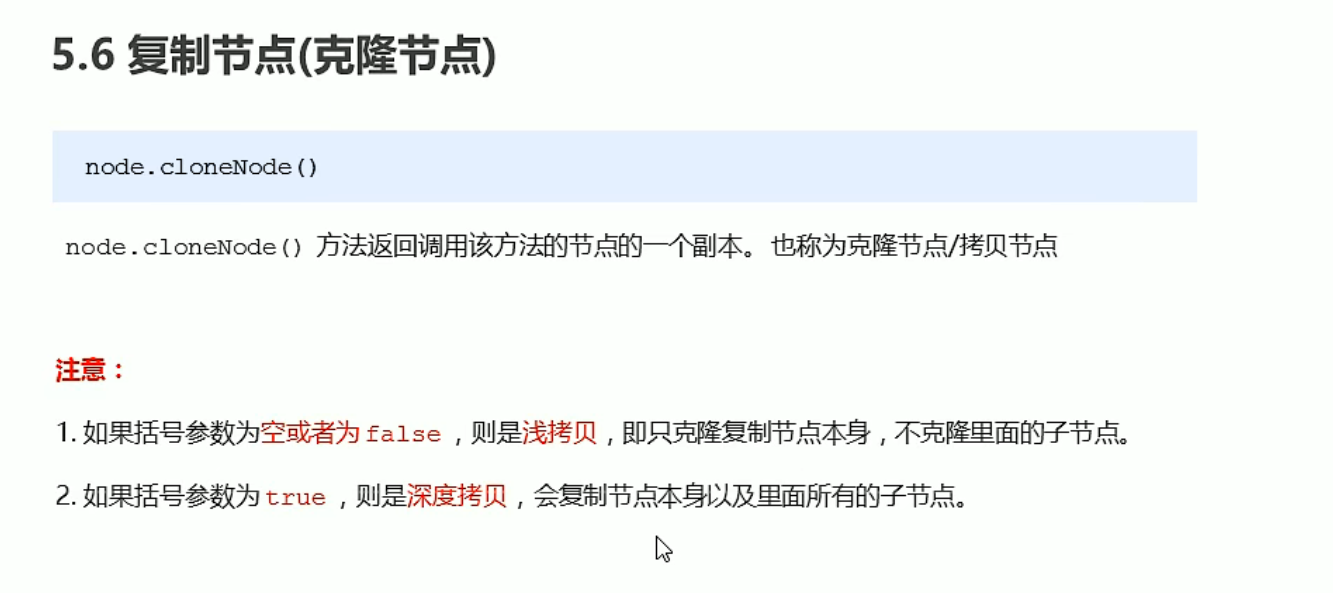 5.6 复制节点(克隆节点)
node.cloneNode()
node.cloneNode() 方法返回调用该方法的节点的一个副本。 也称为克隆节点/拷贝节点
注意：
1. 如果括号参数为空或者为 false ，则是浅拷贝，即只克隆复制节点本身，不克隆里面的子节点。
2. 如果括号参数为 true ，则是深度拷贝，会复制节点本身以及里面所有的子节点。